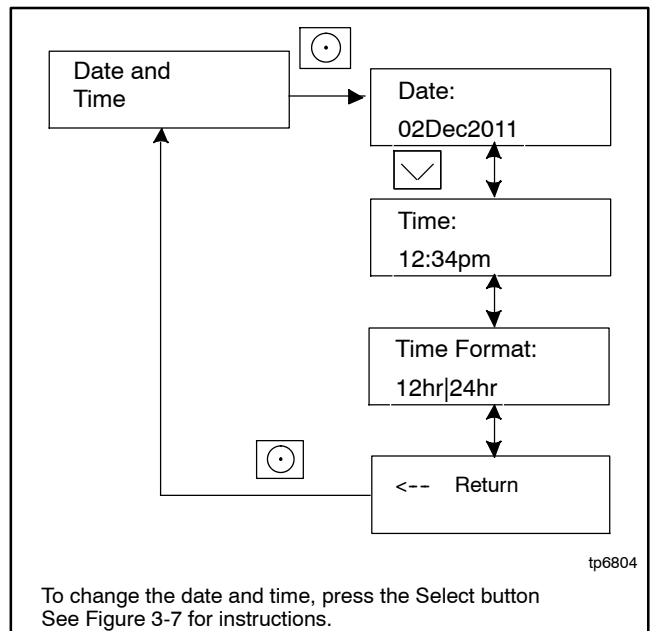 Date and
Time
Date:
02Dec2011
Time:
12:34pm
Time Format:
12hr|24hr
<-- Return
tp6804
To change the date and time, press the Select button
See Figure 3-7 for instructions.